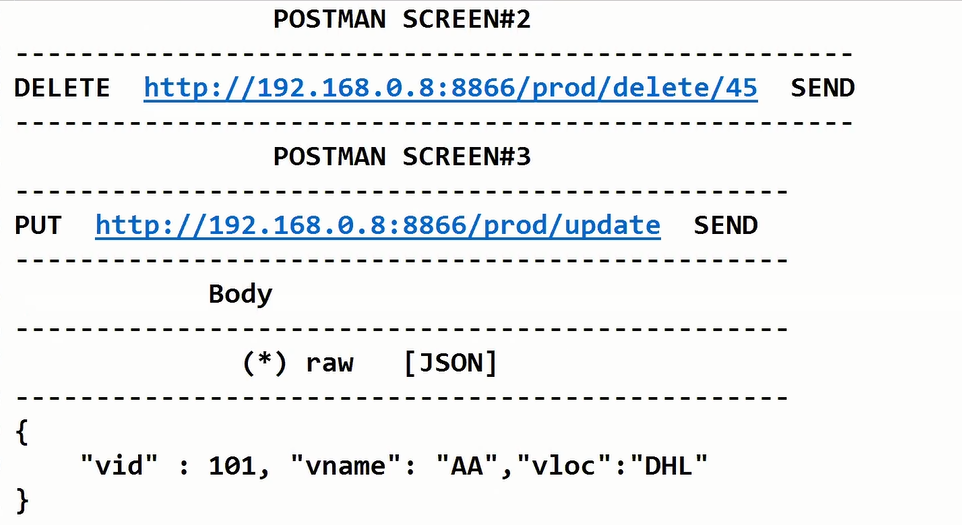 POSTMAN SCREEN#2
----------------------------------------------------
DELETE  http://192.168.0.8:8866/prod/delete/45  SEND
----------------------------------------------------
POSTMAN SCREEN#3
------------------------------------------------
PUT  http://192.168.0.8:8866/prod/update  SEND
------------------------------------------------
Body
------------------------------------------------
(*) raw   [JSON]
------------------------------------------------
{
    "vid" : 101, "vname": "AA","vloc":"DHL"
}